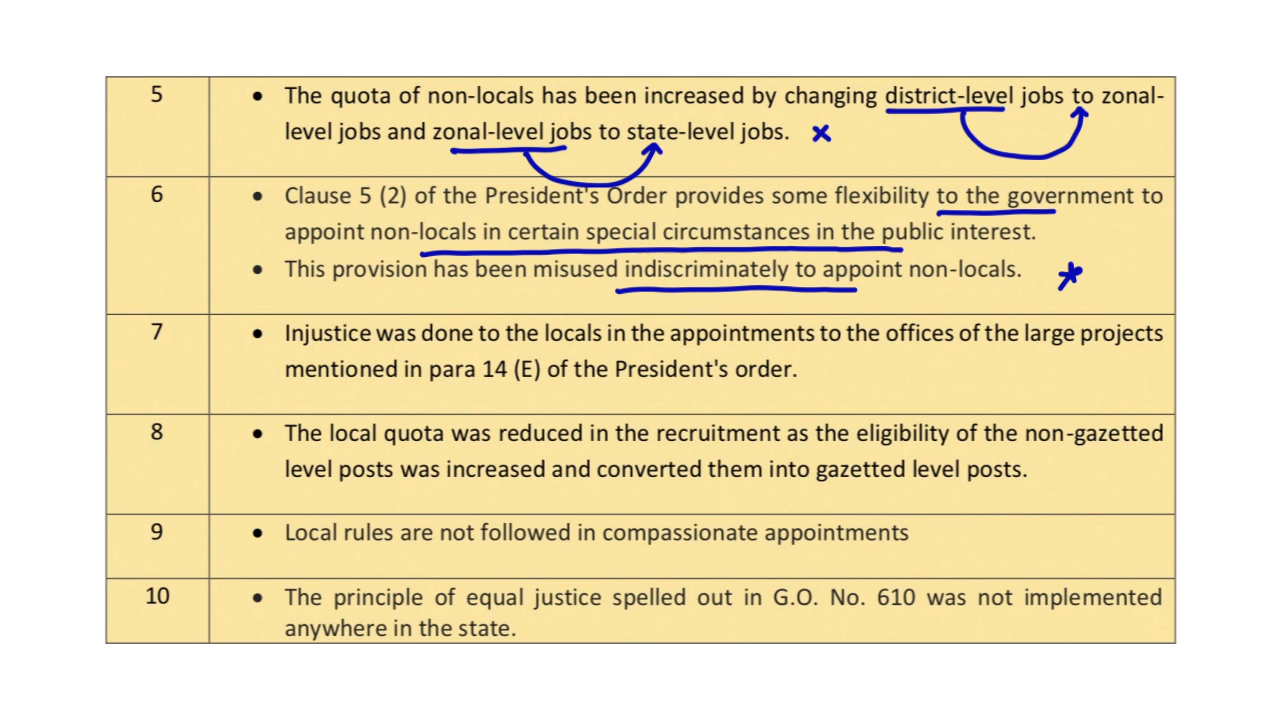 5
• The quota of non-locals has been increased by changing district-level jobs to zonal-
level jobs and zonal-level jobs to state-level jobs.
6
• Clause 5 (2) of the President's Order provides some flexibility to the government to
appoint non-locals in certain special circumstances in the public interest.
• This provision has been misused indiscriminately to appoint non-locals.
7
• Injustice was done to the locals in the appointments to the offices of the large projects
mentioned in para 14 (E) of the President's order.
8
• The local quota was reduced in the recruitment as the eligibility of the non-gazetted
level posts was increased and converted them into gazetted level posts.
9
• Local rules are not followed in compassionate appointments
10
• The principle of equal justice spelled out in G.O. No. 610 was not implemented
anywhere in the state.